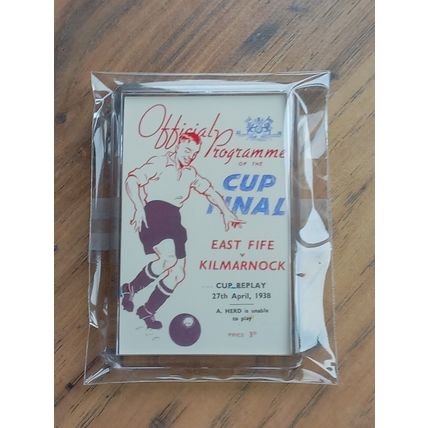 Official
Programme
OF THE
CUP
FINAL
EAST FIFE
v
KILMARNOCK
CUP REPLAY
27th April, 1938
A. HERD is unable
to play
PRICE 3D